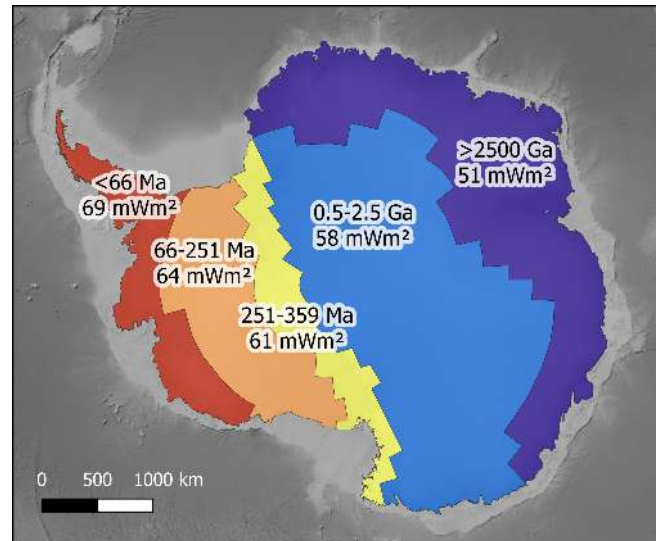 >2500 Ga
51 mWm²
<66 Ma
69 mWm²
0.5-2.5 Ga
58 mWm²
66-251 Ma
64 mWm²
251-359 Ma
61 mWm²
0 500 1000 km